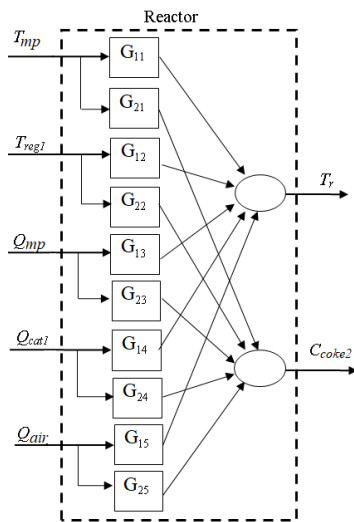 Reactor
T_mp
G_11
G_21
T_reg1
G_12
G_22
T_r
Q_mp
G_13
G_23
Q_cat1
G_14
G_24
C_coke2
Q_air
G_15
G_25